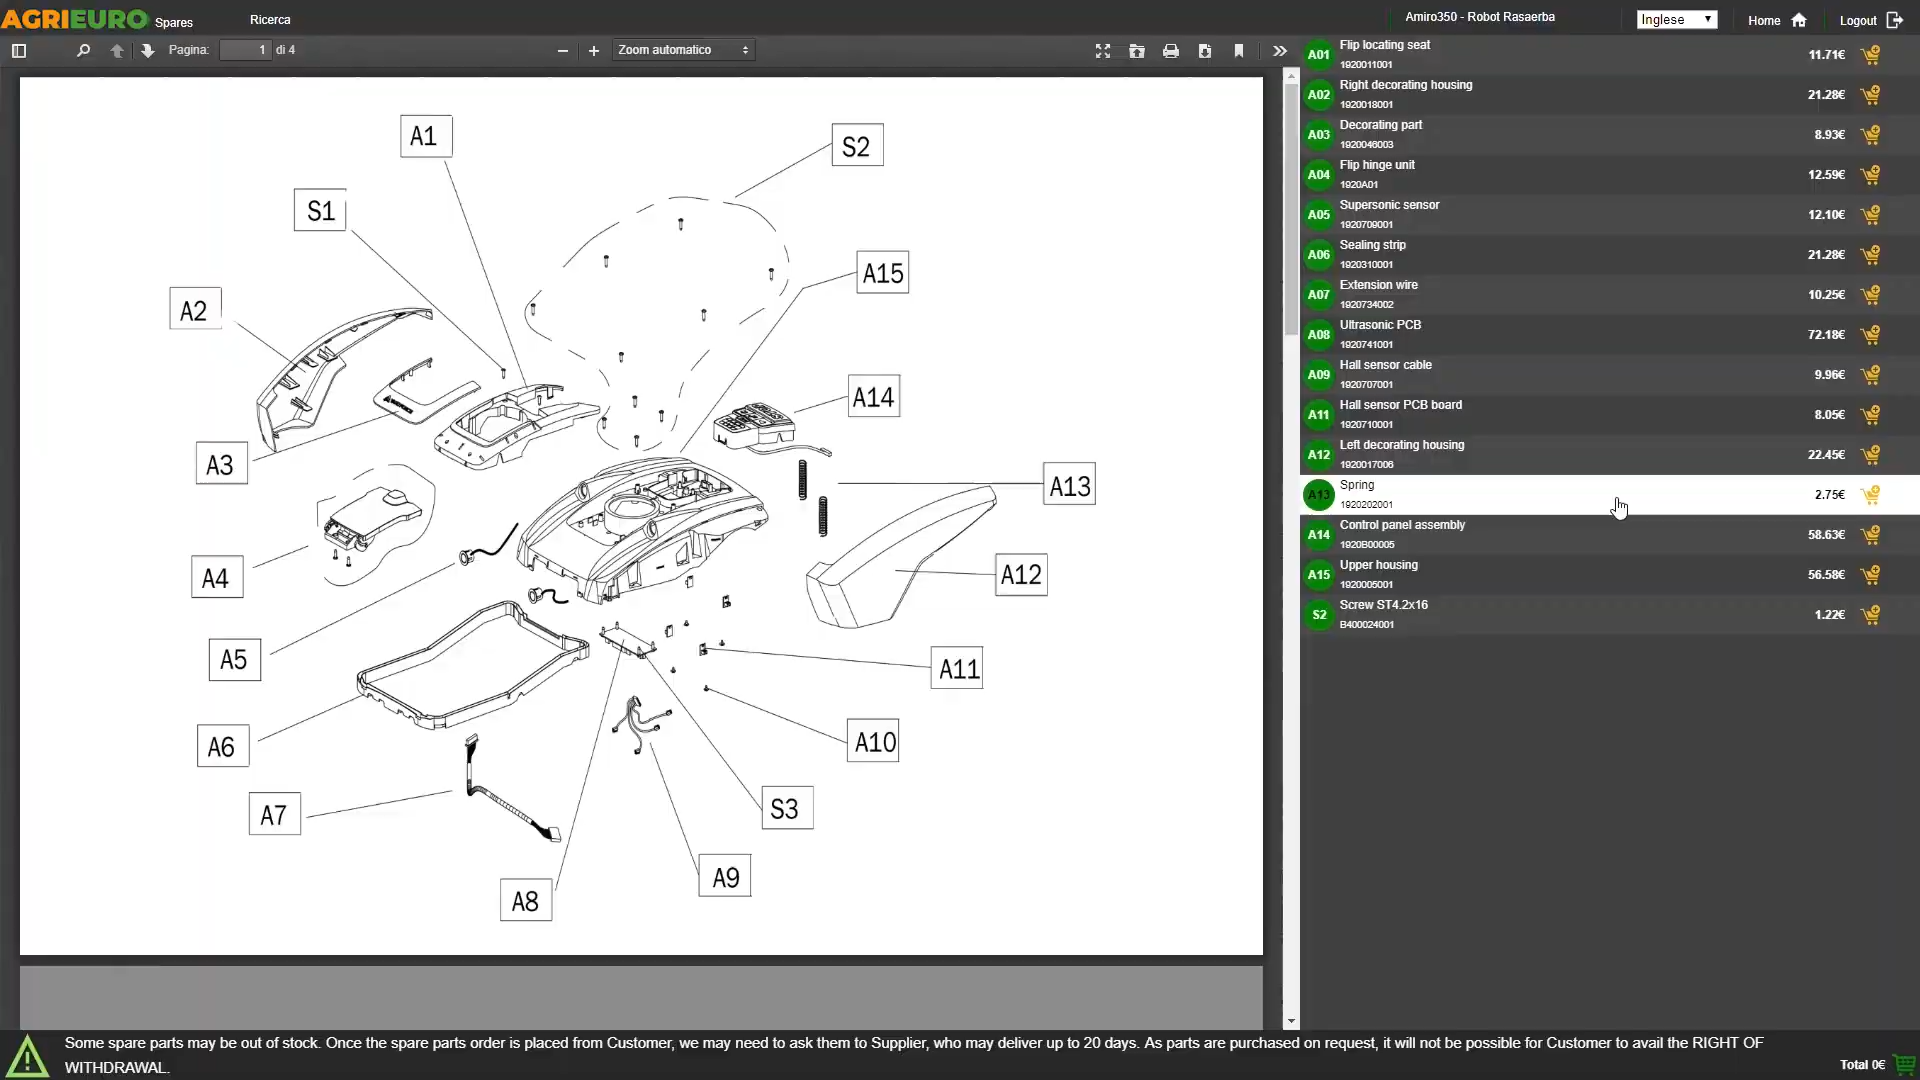 AGRIEURO Spares
Ricerca
Amiro350 - Robot Rasaerba
Inglese
Home
Logout
Pagina: 1 di 4
Zoom automatico
A1
S2
S1
A15
A2
A14
A3
A13
A4
A12
A5
A11
A6
A10
A7
S3
A9
A8
A01 Flip locating seat 11.71€
1920011001
A02 Right decorating housing 21.28€
1920018001
A03 Decorating part 8.93€
1920046003
A04 Flip hinge unit 12.59€
1920A01
A05 Supersonic sensor 12.10€
1920709001
A06 Sealing strip 21.28€
1920310001
A07 Extension wire 10.25€
1920734002
A08 Ultrasonic PCB 72.18€
1920741001
A09 Hall sensor cable 9.96€
1920707001
A11 Hall sensor PCB board 8.05€
1920710001
A12 Left decorating housing 22.45€
1920017006
A13 Spring 2.75€
1920202001
A14 Control panel assembly 58.63€
1920B00005
A15 Upper housing 56.58€
1920005001
S2 Screw ST4.2x16 1.22€
B400024001
Some spare parts may be out of stock. Once the spare parts order is placed from Customer, we may need to ask them to Supplier, who may deliver up to 20 days. As parts are purchased on request, it will not be possible for Customer to avail the RIGHT OF
WITHDRAWAL.
Total 0€